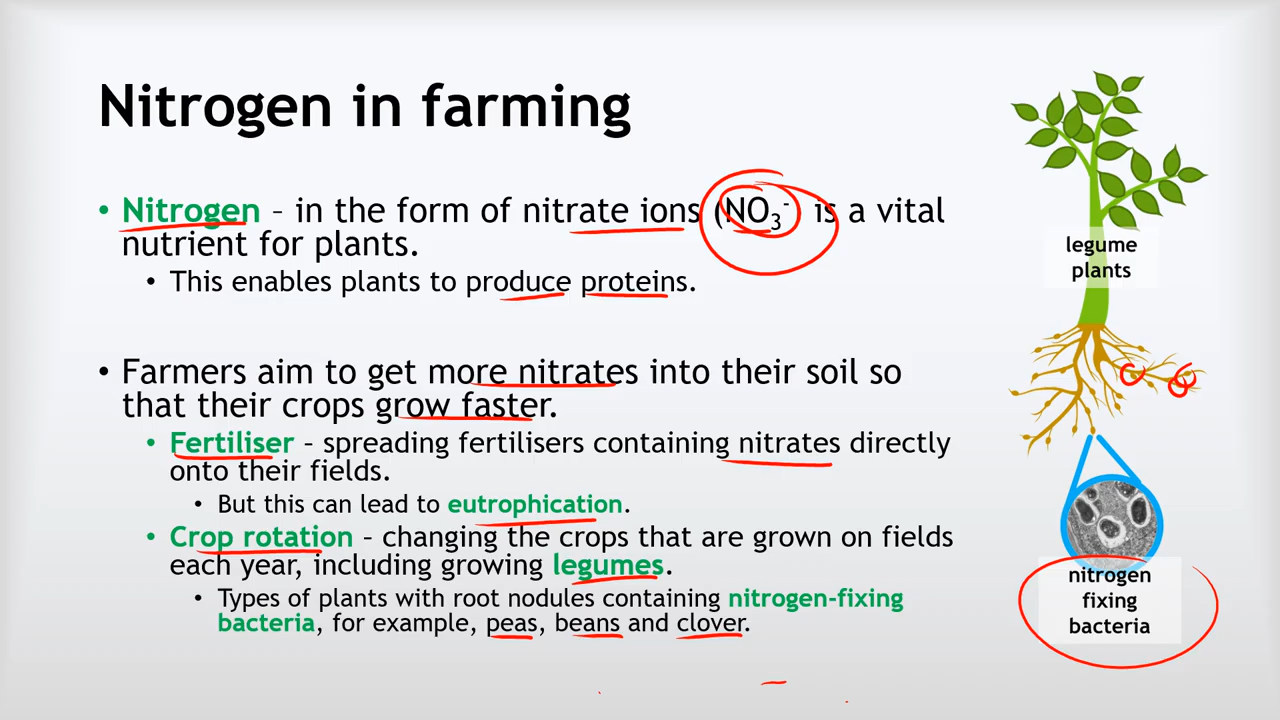 Nitrogen in farming
• Nitrogen – in the form of nitrate ions (NO₃⁻) is a vital
nutrient for plants.
• This enables plants to produce proteins.
• Farmers aim to get more nitrates into their soil so
that their crops grow faster.
• Fertiliser – spreading fertilisers containing nitrates directly
onto their fields.
• But this can lead to eutrophication.
• Crop rotation – changing the crops that are grown on fields
each year, including growing legumes.
• Types of plants with root nodules containing nitrogen-fixing
bacteria, for example, peas, beans and clover.
legume
plants
nitrogen
fixing
bacteria